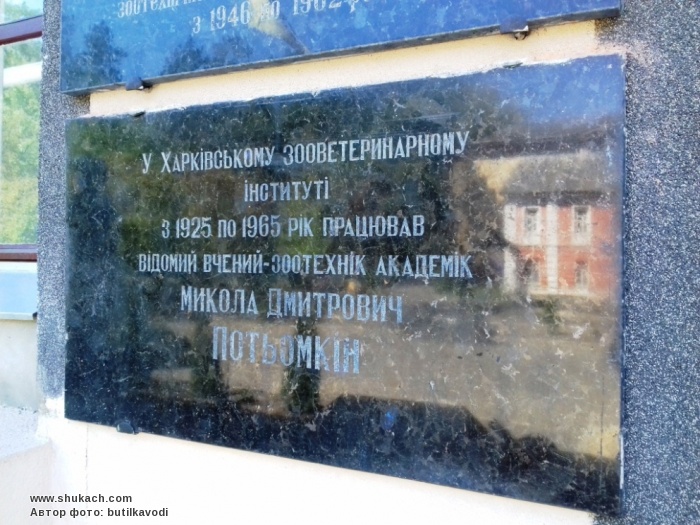 з 1946 по 1962
У Харківському зооветеринарному
інституті
з 1925 по 1965 рік працював
відомий вчений-зоотехнік академік
Микола Дмитрович
Потьомкін
www.shukach.com
Автор фото: butilkavodi